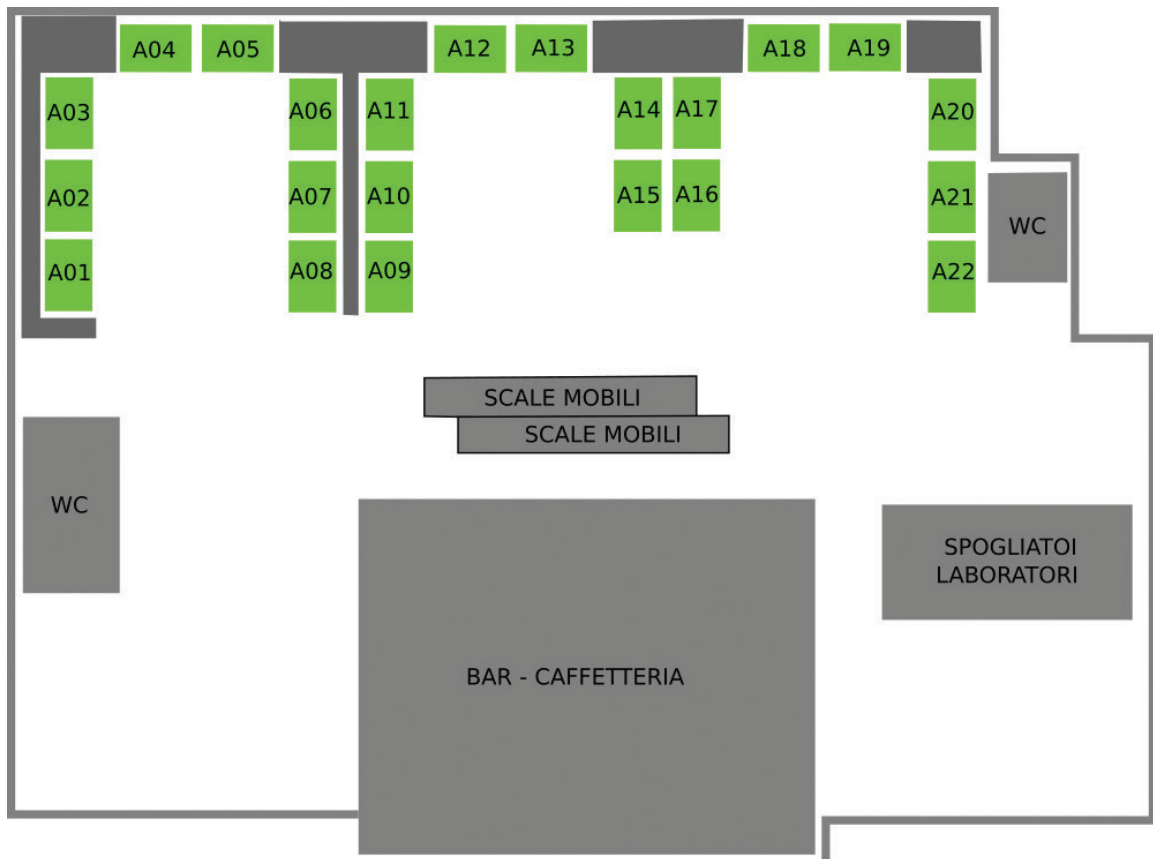 A04
A05
A12
A13
A18
A19
A03
A06
A11
A14
A17
A20
A02
A07
A10
A15
A16
A21
WC
A01
A08
A09
A22
SCALE MOBILI
SCALE MOBILI
WC
SPOGLIATOI
LABORATORI
BAR - CAFFETTERIA